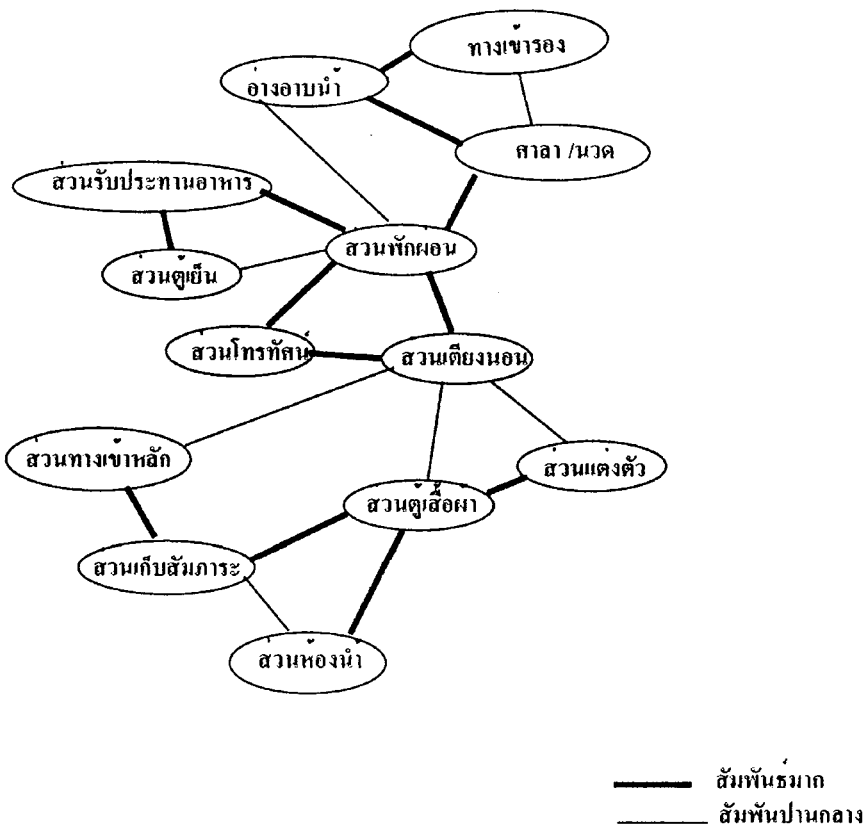 ทางเข้ารอง
อ่างอาบน้ำ
ศาลา /นวด
ส่วนรับประทานอาหาร
ส่วนพักผ่อน
ส่วนตู้เย็น
ส่วนโทรทัศน์
ส่วนเตียงนอน
ส่วนทางเข้าหลัก
ส่วนแต่งตัว
ส่วนตู้เสื้อผ้า
ส่วนเก็บสัมภาระ
ส่วนห้องน้ำ
สัมพันธ์มาก
สัมพันปานกลาง